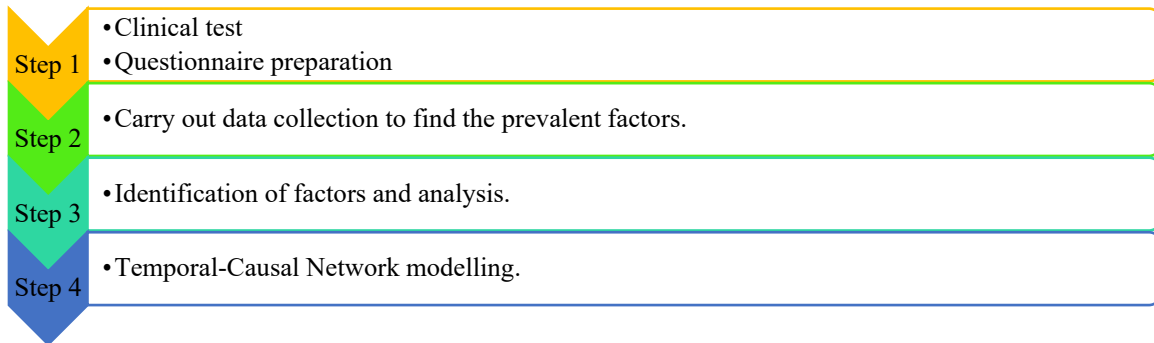 Step 1
•Clinical test
•Questionnaire preparation
Step 2
•Carry out data collection to find the prevalent factors.
Step 3
•Identification of factors and analysis.
Step 4
•Temporal-Causal Network modelling.